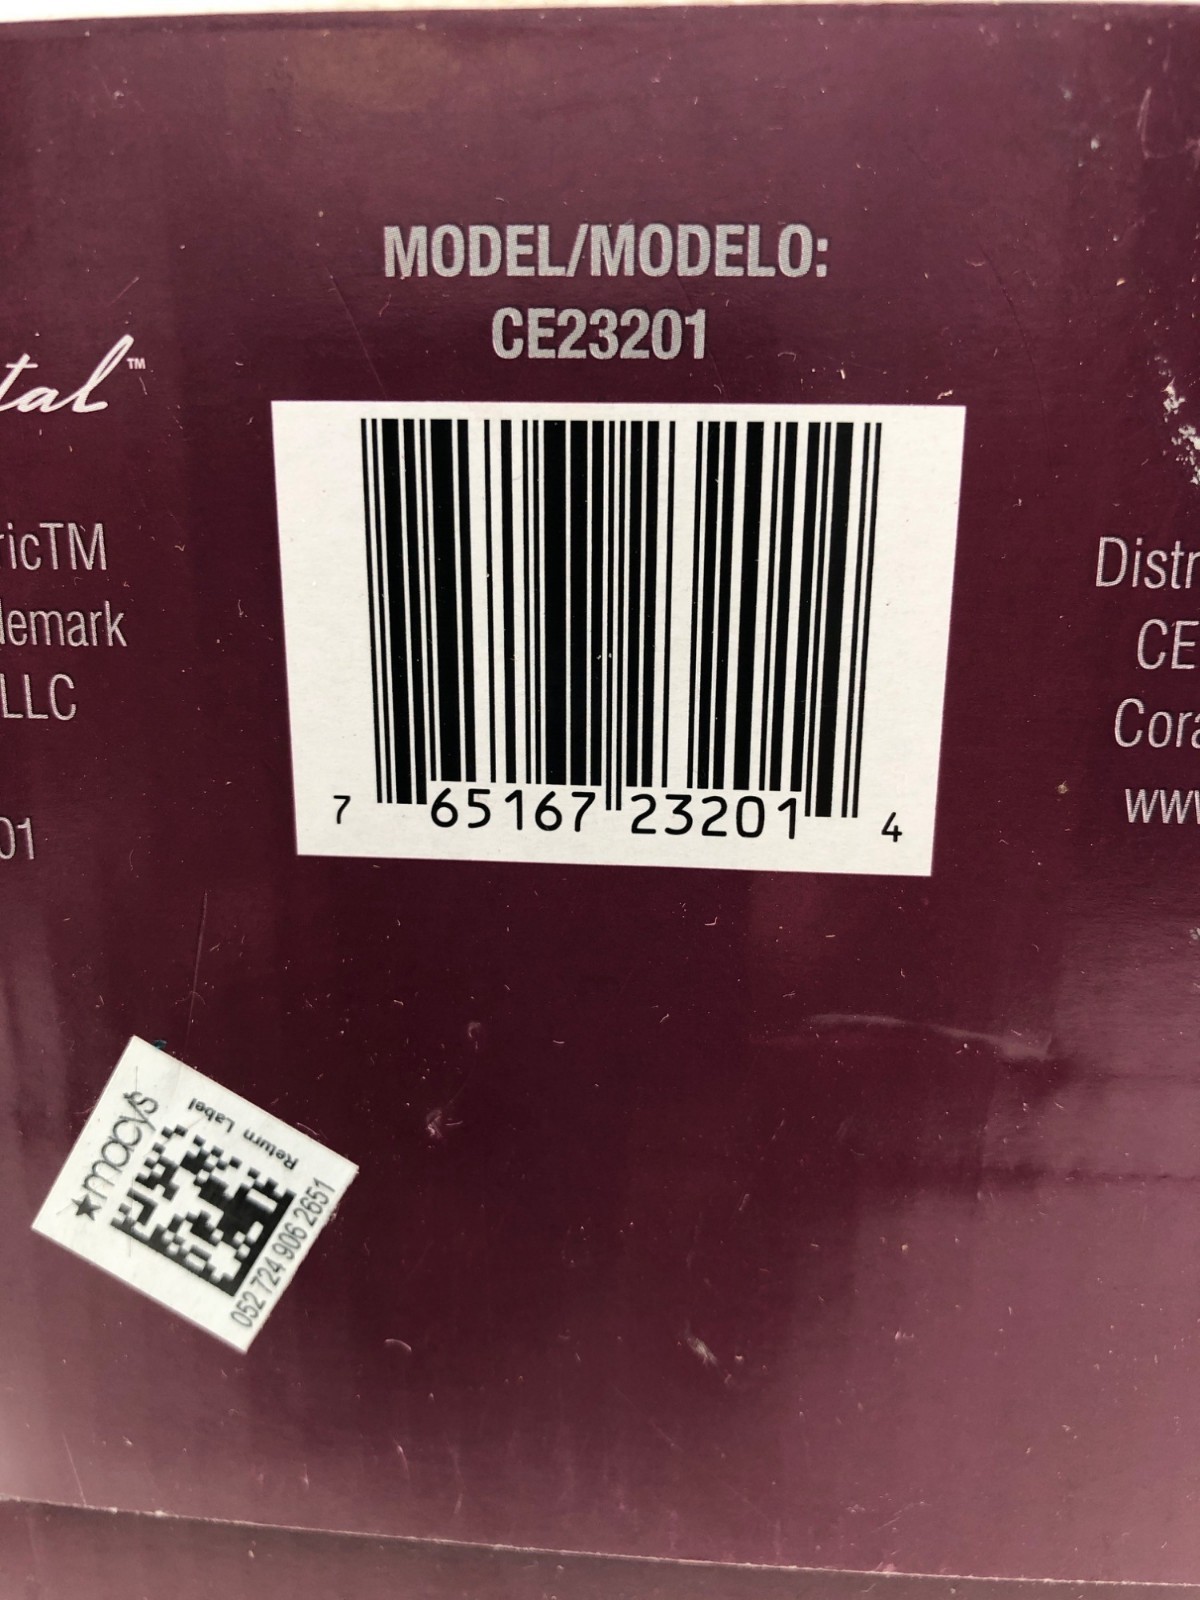 MODEL/MODELO:
CE23201
tal™
ricTM
demark
LLC
01
7 65167 23201 4
Distr
CE
Cora
www
★macy's
Return Label
052 724 906 2651